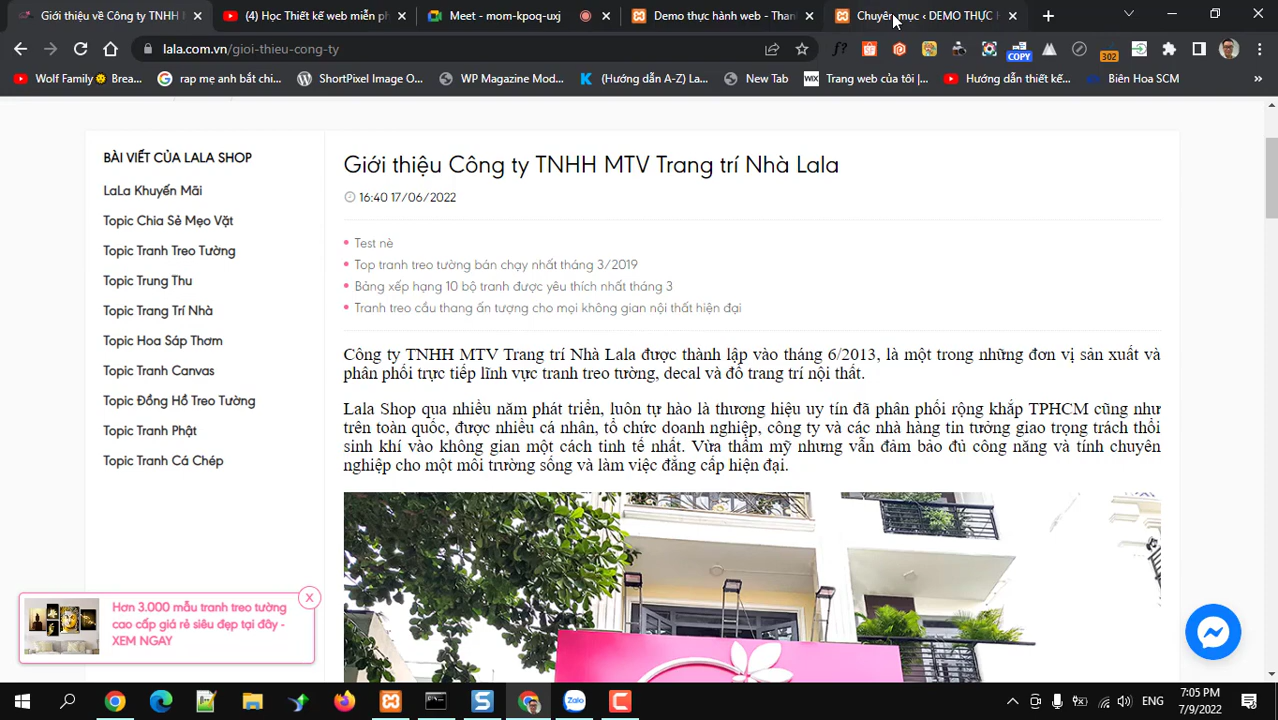 Giới thiệu về Công ty TNHH M
(4) Học Thiết kế web miễn ph
Meet - mom-kpoq-uxj
Demo thực hành web - Than
Chuyên mục ‹ DEMO THỰC H
lala.com.vn/gioi-thieu-cong-ty
COPY
302
Wolf Family🐺 Brea...
rap mẹ anh bắt chi...
ShortPixel Image O...
WP Magazine Mod...
(Hướng dẫn A-Z) La...
New Tab
WIX
Trang web của tôi |...
Hướng dẫn thiết kế...
Biên Hoa SCM
»
BÀI VIẾT CỦA LALA SHOP
LaLa Khuyến Mãi
Topic Chia Sẻ Mẹo Vặt
Topic Tranh Treo Tường
Topic Trung Thu
Topic Trang Trí Nhà
Topic Hoa Sáp Thơm
Topic Tranh Canvas
Topic Đồng Hồ Treo Tường
Topic Tranh Phật
Topic Tranh Cá Chép
Giới thiệu Công ty TNHH MTV Trang trí Nhà Lala
16:40 17/06/2022
Test nè
Top tranh treo tường bán chạy nhất tháng 3/2019
Bảng xếp hạng 10 bộ tranh được yêu thích nhất tháng 3
Tranh treo cầu thang ấn tượng cho mọi không gian nội thất hiện đại
Công ty TNHH MTV Trang trí Nhà Lala được thành lập vào tháng 6/2013, là một trong những đơn vị sản xuất và
phân phối trực tiếp lĩnh vực tranh treo tường, decal và đồ trang trí nội thất.
Lala Shop qua nhiều năm phát triển, luôn tự hào là thương hiệu uy tín đã phân phối rộng khắp TPHCM cũng như
trên toàn quốc, được nhiều cá nhân, tổ chức doanh nghiệp, công ty và các nhà hàng tin tưởng giao trọng trách thổi
sinh khí vào không gian một cách tinh tế nhất. Vừa thẩm mỹ nhưng vẫn đảm bảo đủ công năng và tính chuyên
nghiệp cho một môi trường sống và làm việc đẳng cấp hiện đại.
Hơn 3.000 mẫu tranh treo tường
cao cấp giá rẻ siêu đẹp tại đây -
XEM NGAY
X
Zalo
ENG
7:05 PM
7/9/2022